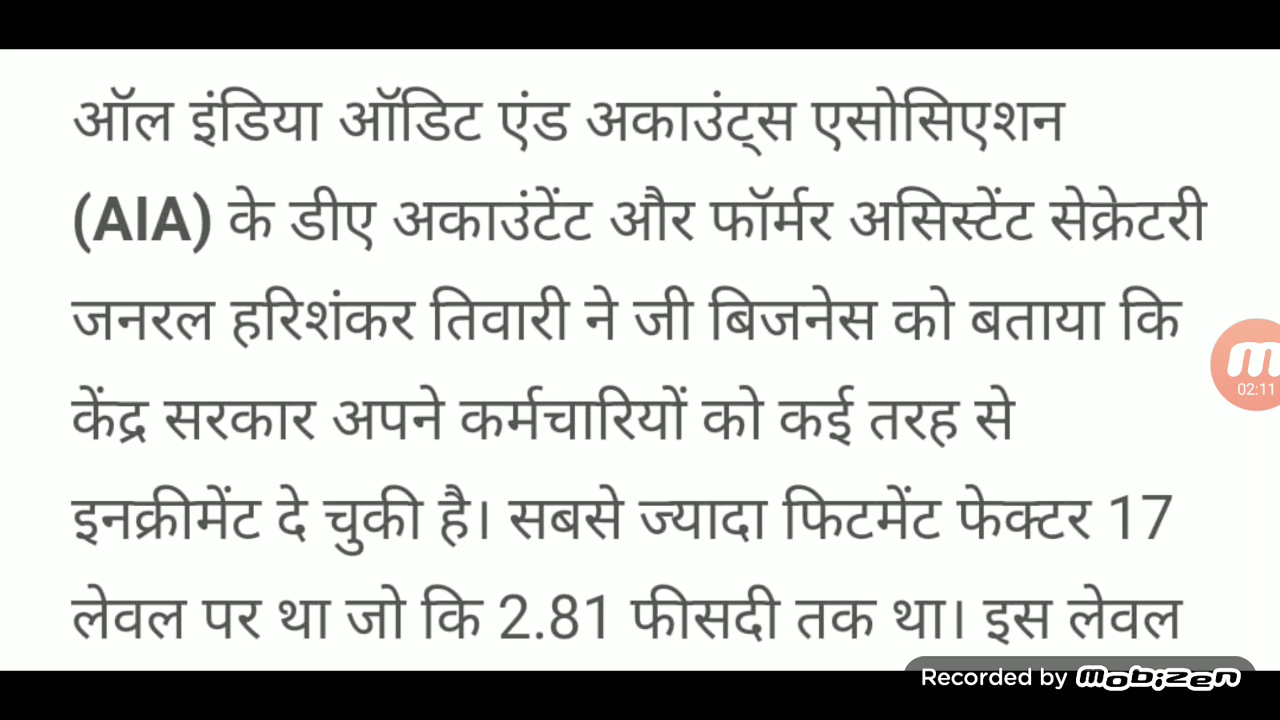 ऑल इंडिया ऑडिट एंड अकाउंट्स एसोसिएशन
(AIA) के डीए अकाउंटेंट और फॉर्मर असिस्टेंट सेक्रेटरी
जनरल हरिशंकर तिवारी ने जी बिजनेस को बताया कि
केंद्र सरकार अपने कर्मचारियों को कई तरह से
इनक्रीमेंट दे चुकी है। सबसे ज्यादा फिटमेंट फेक्टर 17
लेवल पर था जो कि 2.81 फीसदी तक था। इस लेवल
02:11
Recorded by mobizen